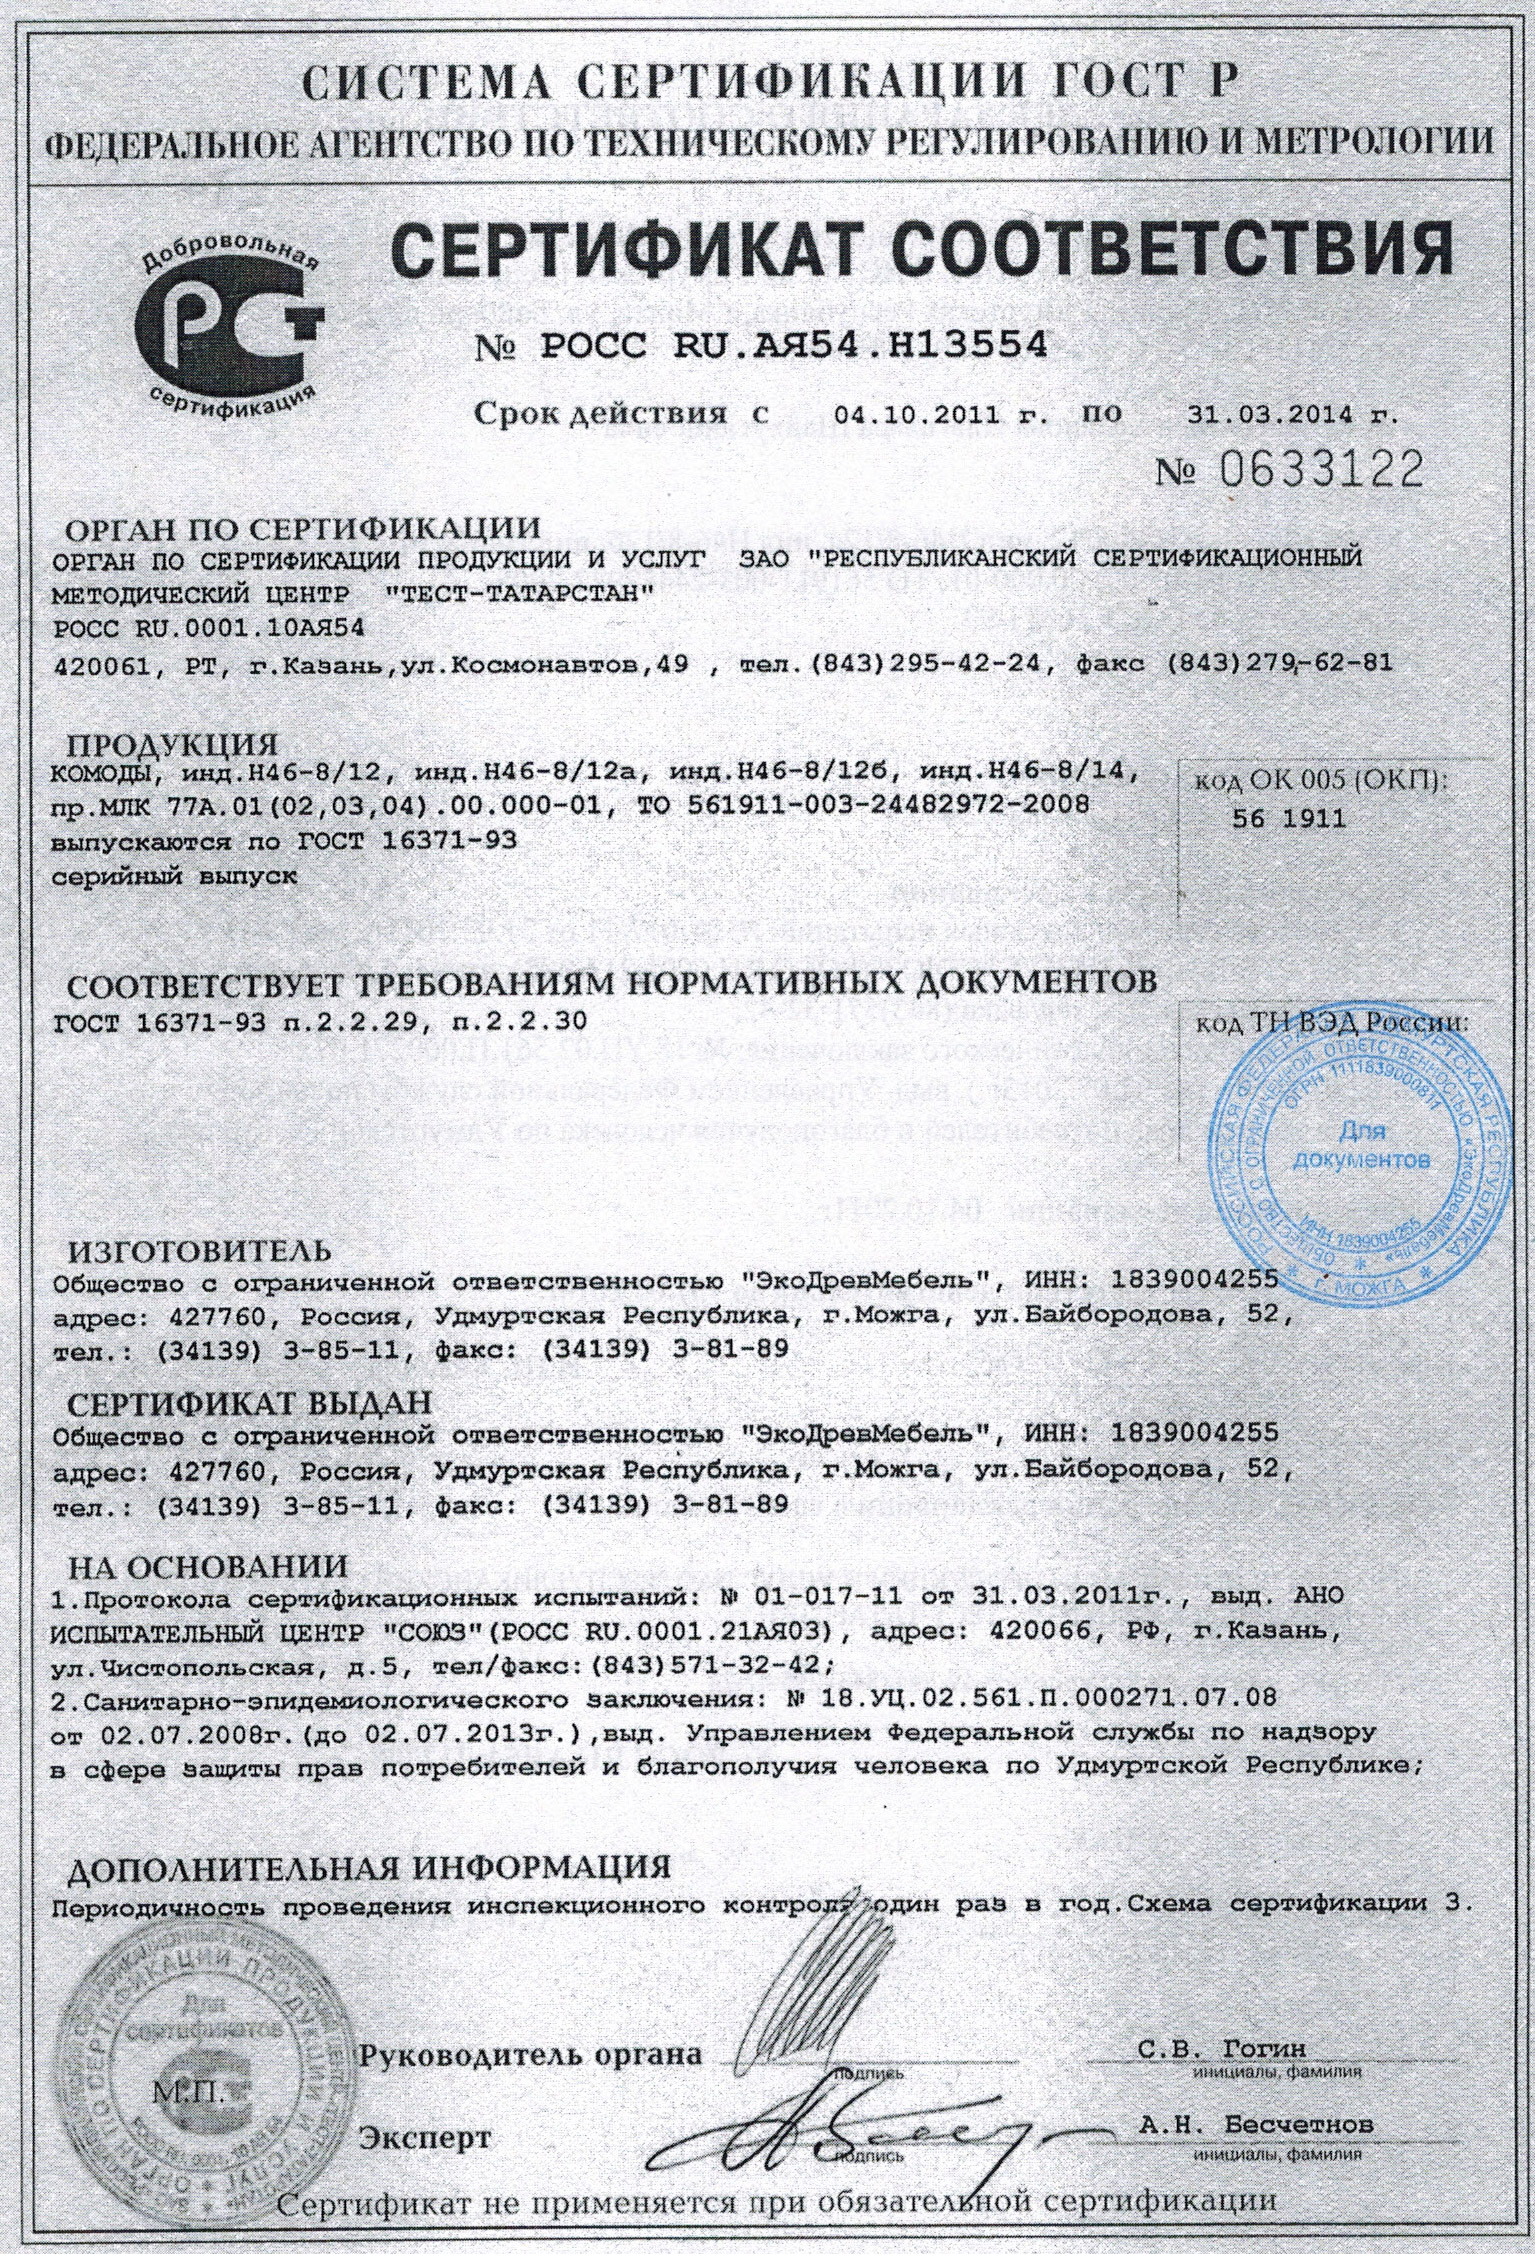 СИСТЕМА СЕРТИФИКАЦИИ ГОСТ Р
ФЕДЕРАЛЬНОЕ АГЕНТСТВО ПО ТЕХНИЧЕСКОМУ РЕГУЛИРОВАНИЮ И МЕТРОЛОГИИ
Добровольная
РСТ
сертификация
СЕРТИФИКАТ СООТВЕТСТВИЯ
№ РОСС RU.АЯ54.Н13554
Срок действия с 04.10.2011 г. по 31.03.2014 г.
№ 0633122
ОРГАН ПО СЕРТИФИКАЦИИ
ОРГАН ПО СЕРТИФИКАЦИИ ПРОДУКЦИИ И УСЛУГ ЗАО "РЕСПУБЛИКАНСКИЙ СЕРТИФИКАЦИОННЫЙ
МЕТОДИЧЕСКИЙ ЦЕНТР "ТЕСТ-ТАТАРСТАН"
РОСС RU.0001.10АЯ54
420061, РТ, г.Казань,ул.Космонавтов,49 , тел.(843)295-42-24, факс (843)279-62-81
ПРОДУКЦИЯ
КОМОДЫ, инд.Н46-8/12, инд.Н46-8/12а, инд.Н46-8/12б, инд.Н46-8/14,
пр.МЛК 77А.01(02,03,04).00.000-01, ТО 561911-003-24482972-2008
выпускаются по ГОСТ 16371-93
серийный выпуск
код ОК 005 (ОКП):
56 1911
СООТВЕТСТВУЕТ ТРЕБОВАНИЯМ НОРМАТИВНЫХ ДОКУМЕНТОВ
ГОСТ 16371-93 п.2.2.29, п.2.2.30
код ТН ВЭД России:
РОССИЙСКАЯ ФЕДЕРАЦИЯ УДМУРТСКАЯ РЕСПУБЛИКА
* Г. МОЖГА *
ОБЩЕСТВО С ОГРАНИЧЕННОЙ ОТВЕТСТВЕННОСТЬЮ «ЭкоДревМебель» *
ОГРН 1111839000811
Для
документов
ИНН 1839004255
ИЗГОТОВИТЕЛЬ
Общество с ограниченной ответственностью "ЭкоДревМебель", ИНН: 1839004255
адрес: 427760, Россия, Удмуртская Республика, г.Можга, ул.Байбородова, 52,
тел.: (34139) 3-85-11, факс: (34139) 3-81-89
СЕРТИФИКАТ ВЫДАН
Общество с ограниченной ответственностью "ЭкоДревМебель", ИНН: 1839004255
адрес: 427760, Россия, Удмуртская Республика, г.Можга, ул.Байбородова, 52,
тел.: (34139) 3-85-11, факс: (34139) 3-81-89
НА ОСНОВАНИИ
1.Протокола сертификационных испытаний: № 01-017-11 от 31.03.2011г., выд. АНО
ИСПЫТАТЕЛЬНЫЙ ЦЕНТР "СОЮЗ"(РОСС RU.0001.21АЯ03), адрес: 420066, РФ, г.Казань,
ул.Чистопольская, д.5, тел/факс:(843)571-32-42;
2.Санитарно-эпидемиологического заключения: № 18.УЦ.02.561.П.000271.07.08
от 02.07.2008г.(до 02.07.2013г.),выд. Управлением Федеральной службы по надзору
в сфере защиты прав потребителей и благополучия человека по Удмуртской Республике;
ДОПОЛНИТЕЛЬНАЯ ИНФОРМАЦИЯ
Периодичность проведения инспекционного контроля один раз в год.Схема сертификации 3.
ОРГАН ПО СЕРТИФИКАЦИИ ПРОДУКЦИИ И УСЛУГ
Для
сертификатов
М.П.
Руководитель органа
подпись
С.В. Гогин
инициалы, фамилия
Эксперт
подпись
А.Н. Бесчетнов
инициалы, фамилия
Сертификат не применяется при обязательной сертификации